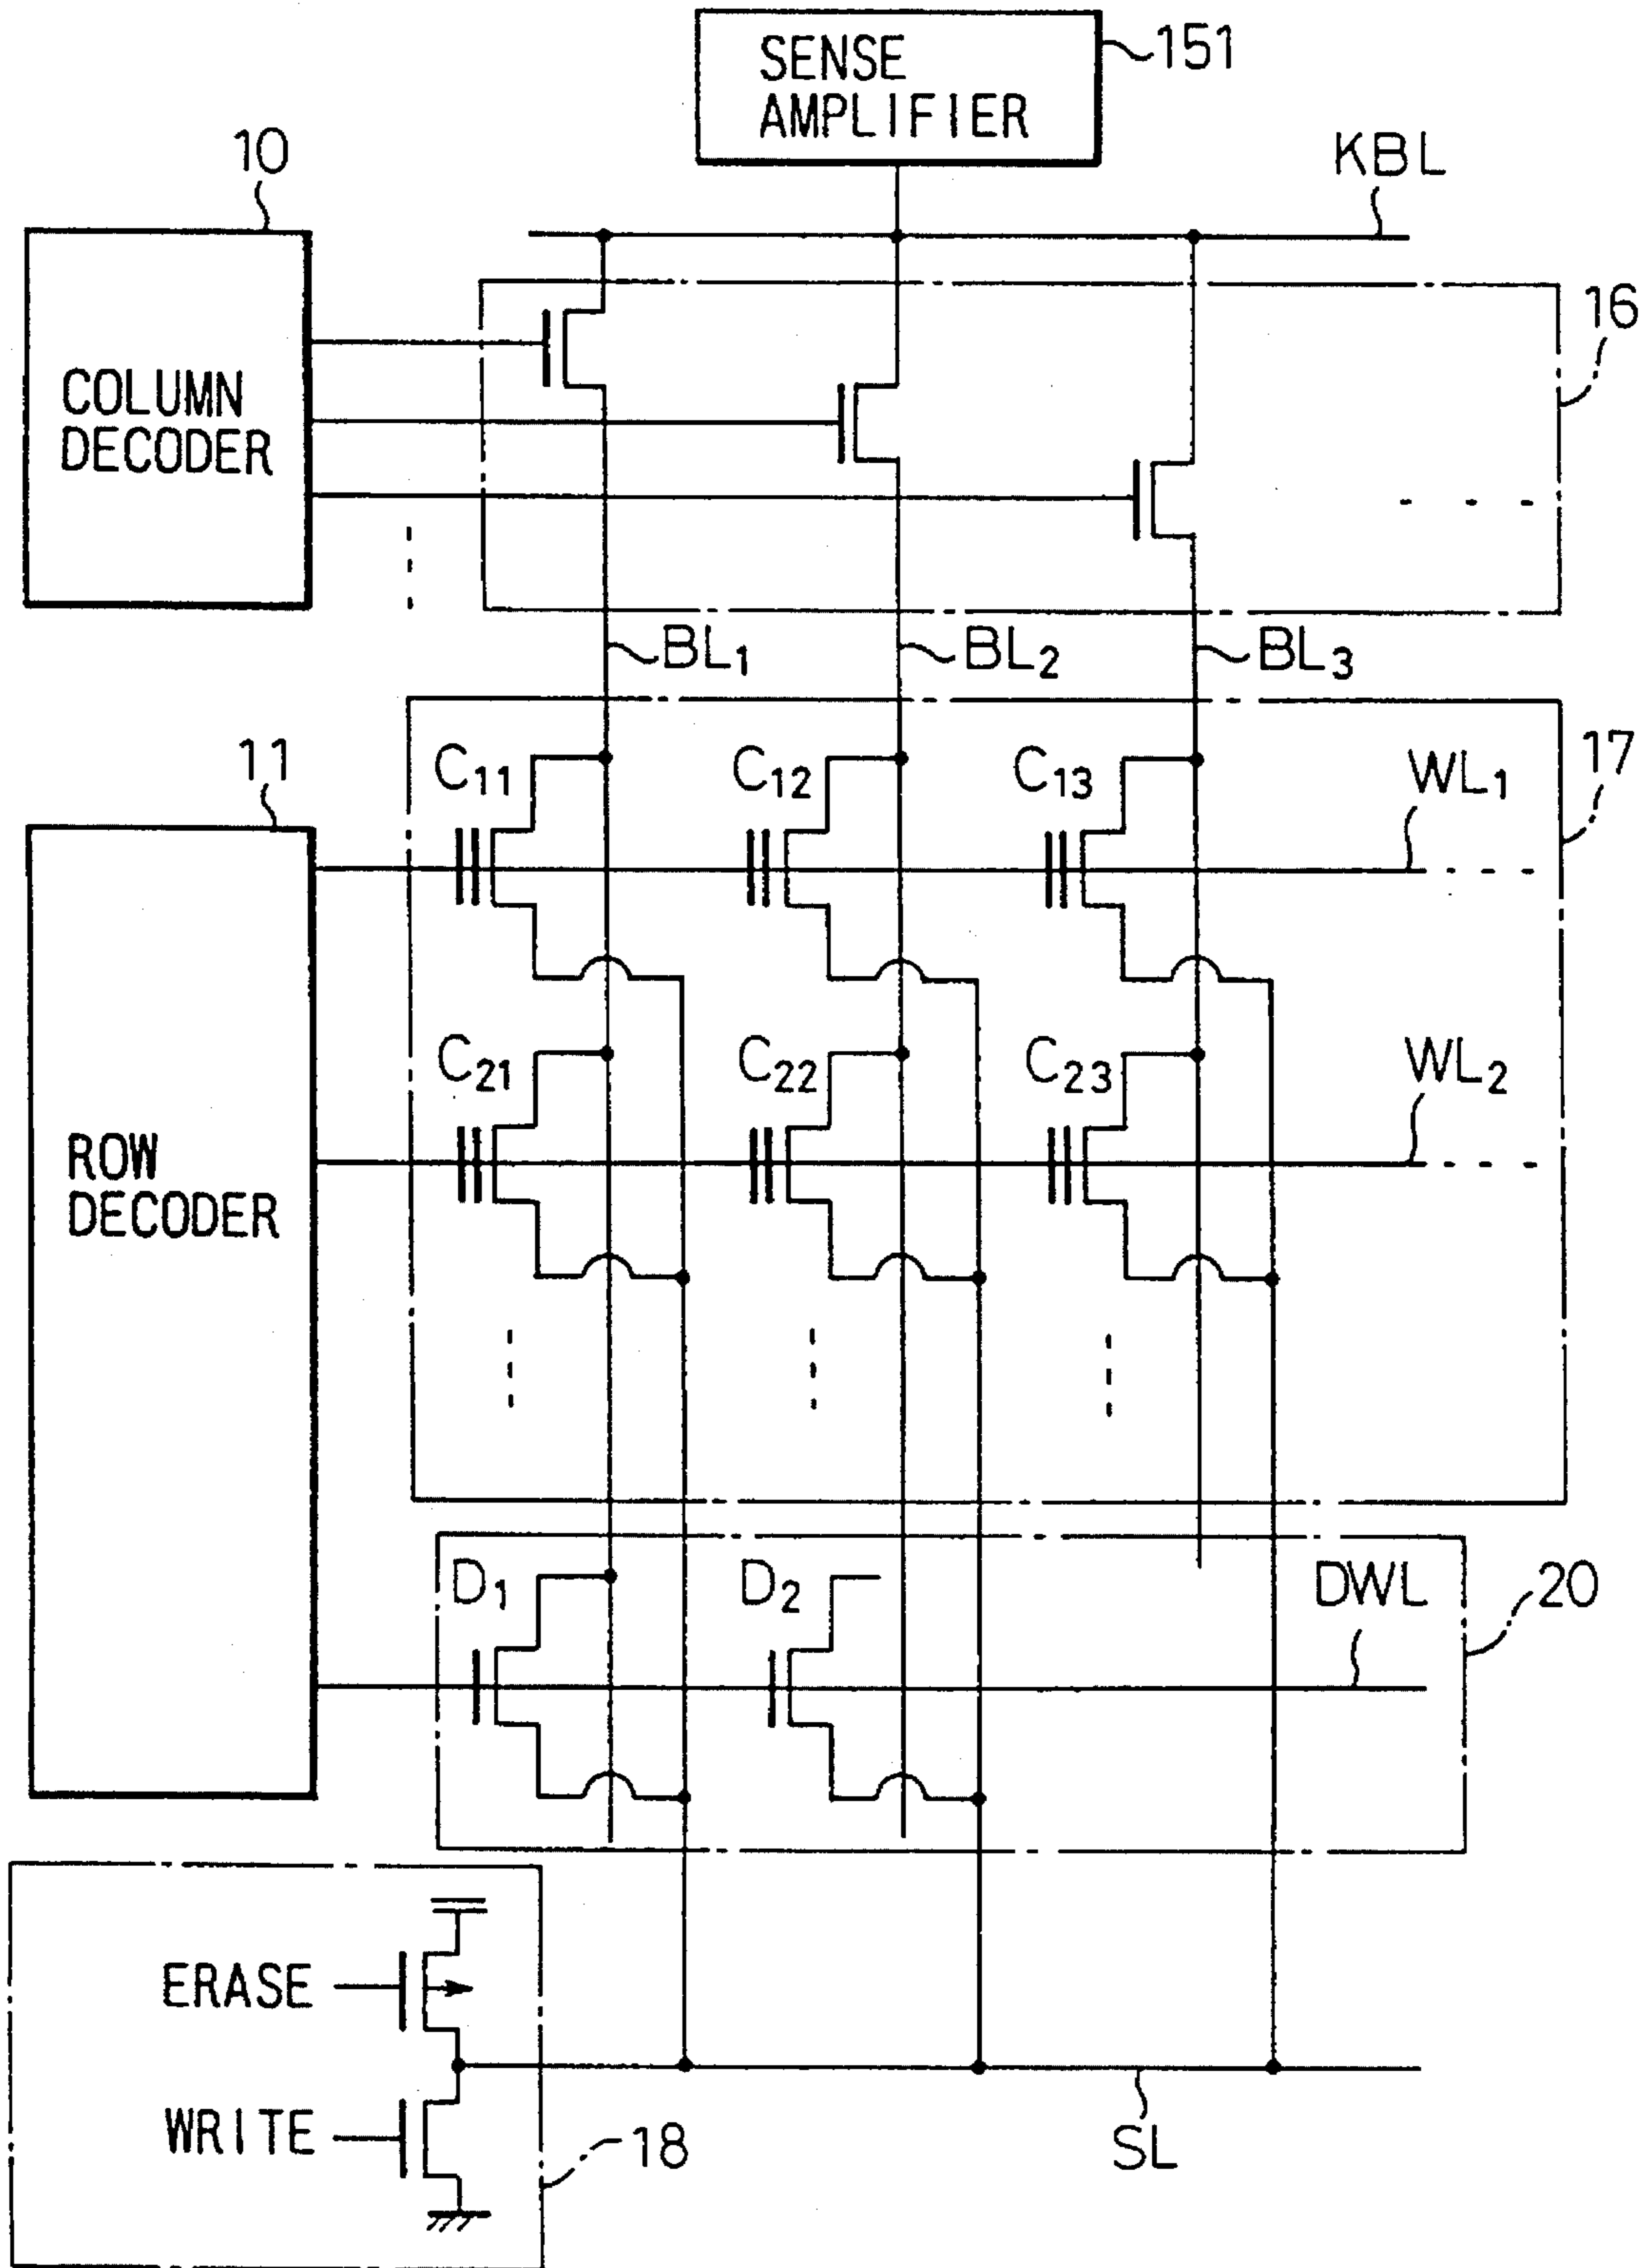 SENSE
AMPLIFIER
151
10
KBL
COLUMN
DECODER
16
BL1
BL2
BL3
11
C11
C12
C13
WL1
17
C21
C22
C23
WL2
ROW
DECODER
D1
D2
DWL
20
ERASE
WRITE
18
SL